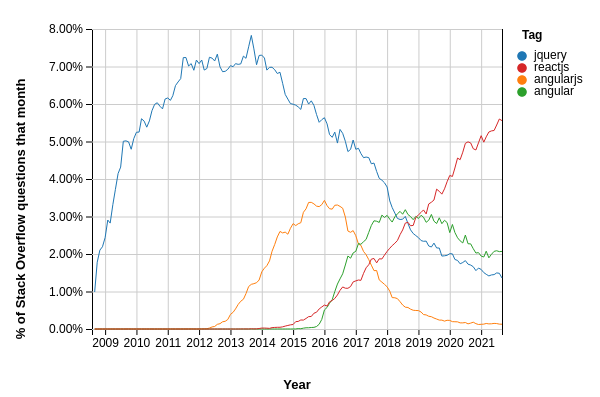 % of Stack Overflow questions that month
8.00%
7.00%
6.00%
5.00%
4.00%
3.00%
2.00%
1.00%
0.00%
2009 2010 2011 2012 2013 2014 2015 2016 2017 2018 2019 2020 2021
Year
Tag
jquery
reactjs
angularjs
angular